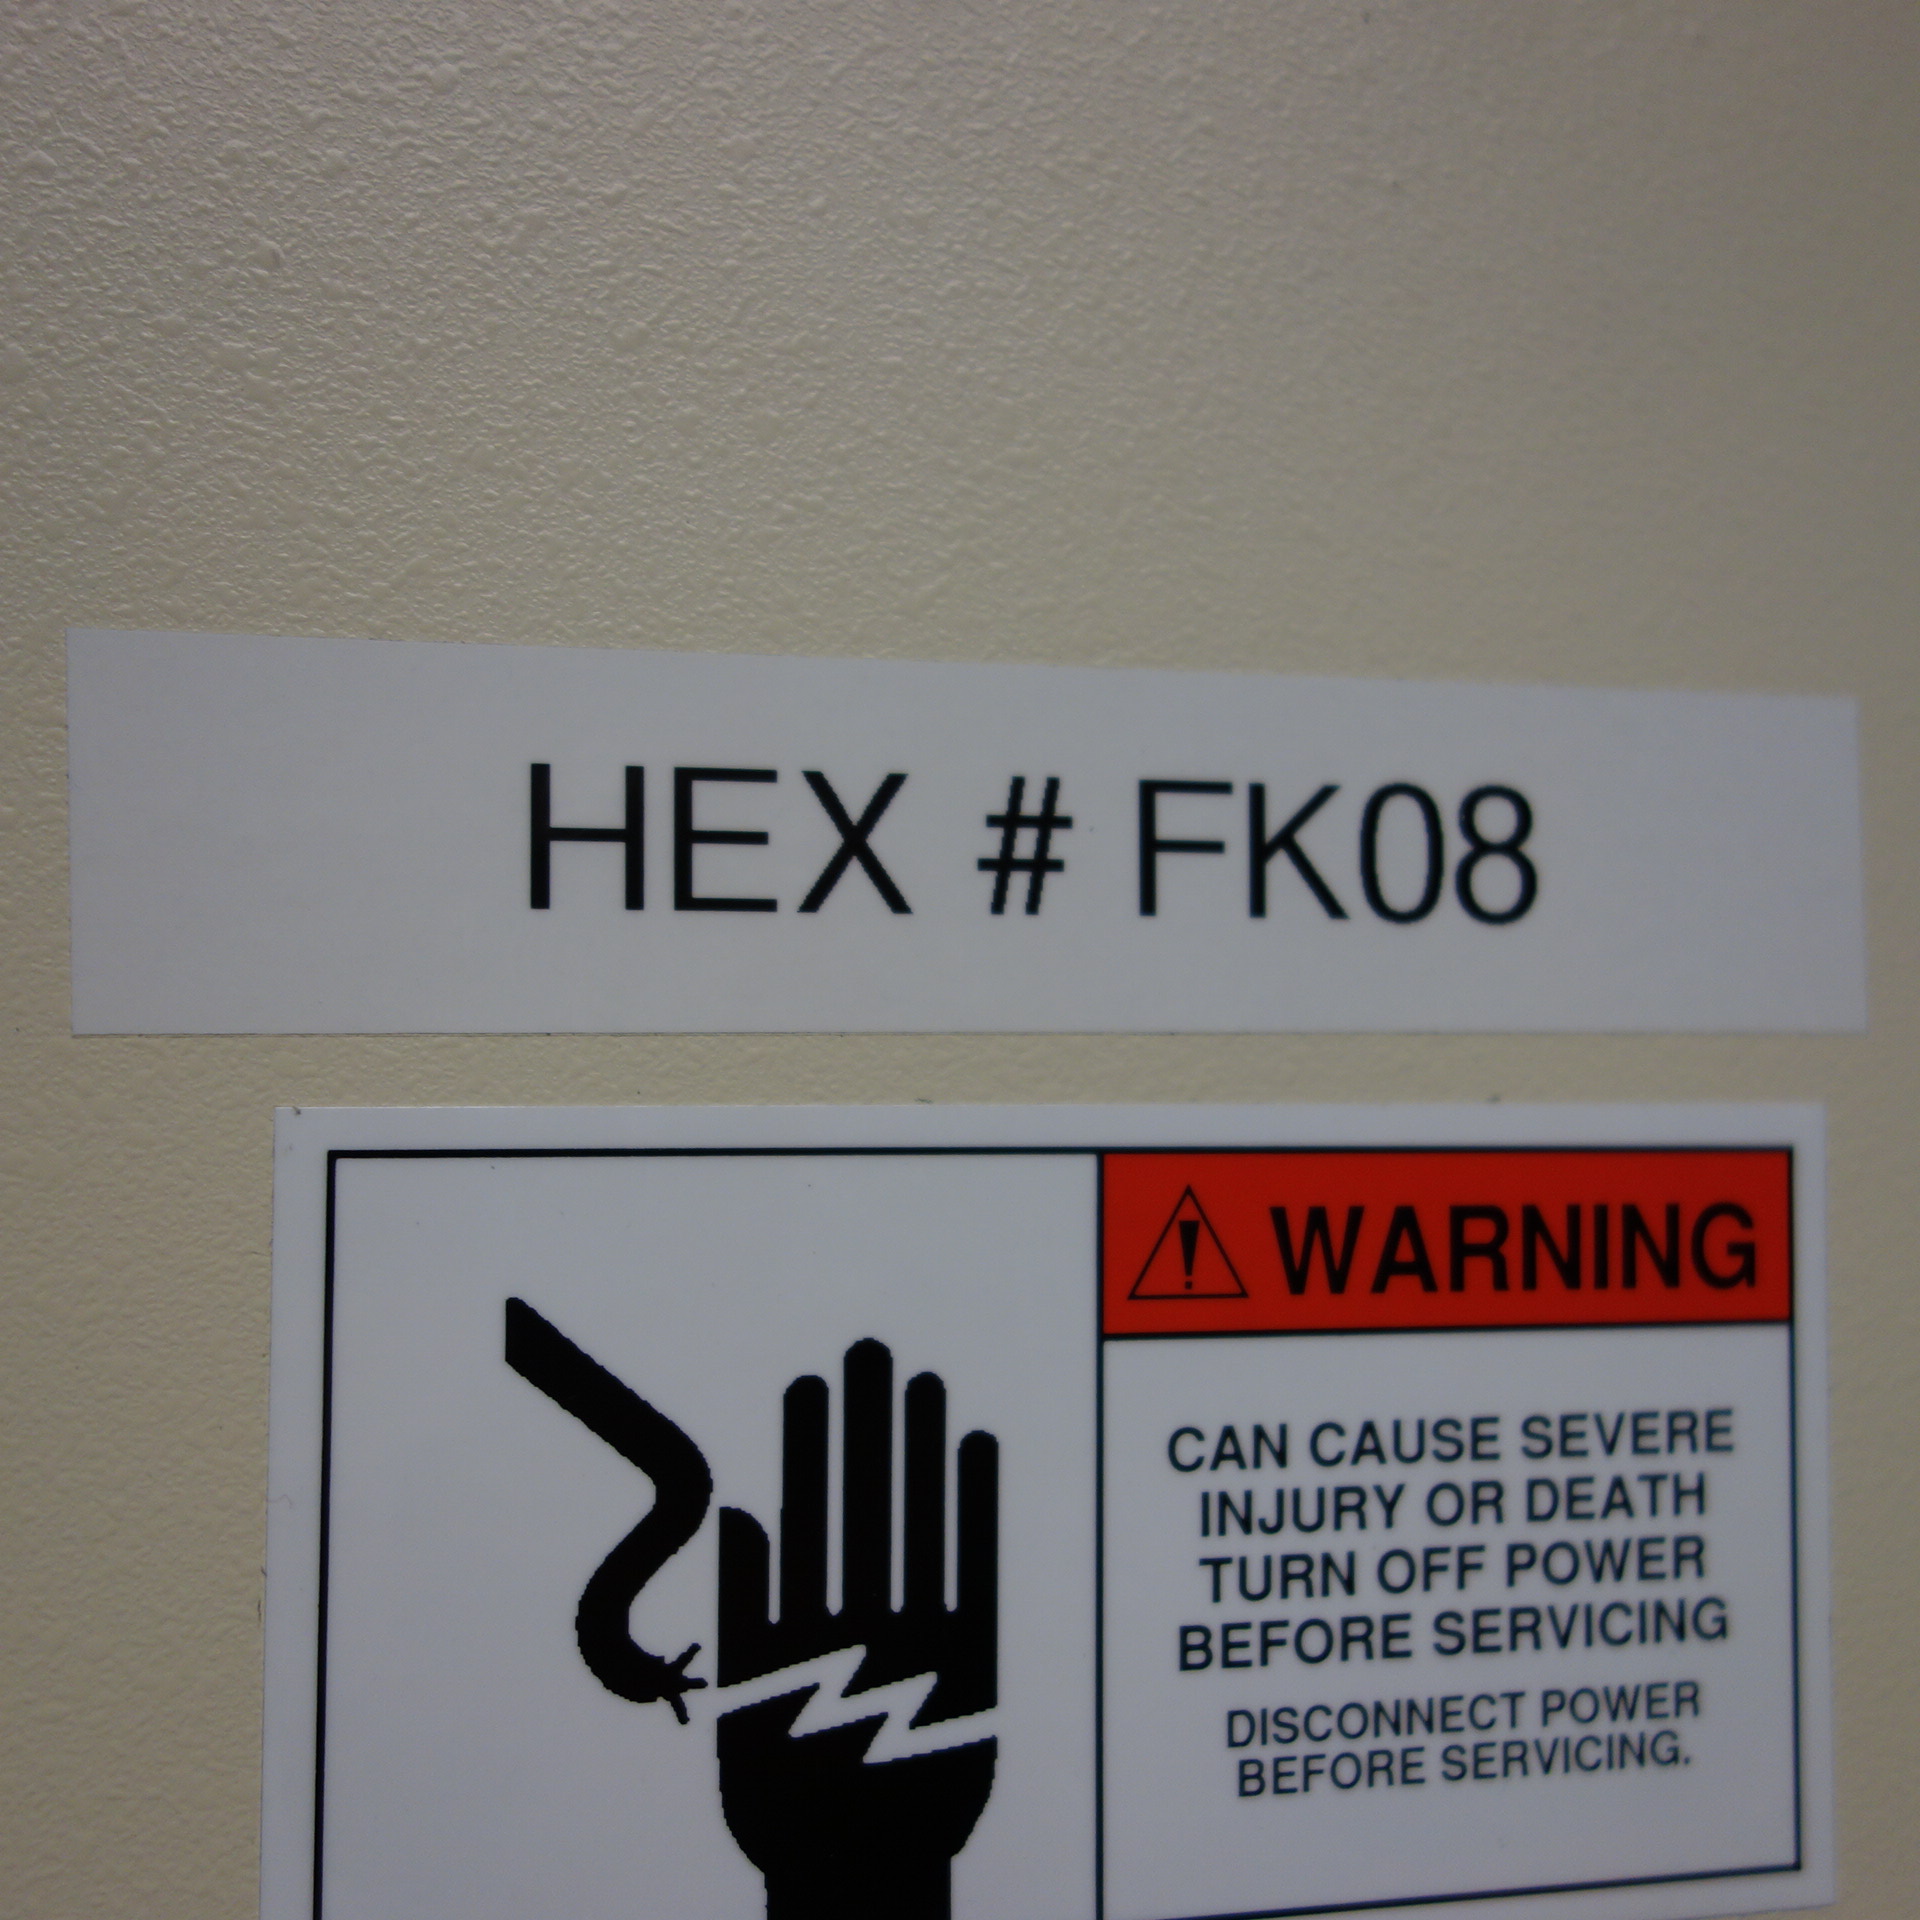 HEX # FK08
WARNING
CAN CAUSE SEVERE
INJURY OR DEATH
TURN OFF POWER
BEFORE SERVICING
DISCONNECT POWER
BEFORE SERVICING.